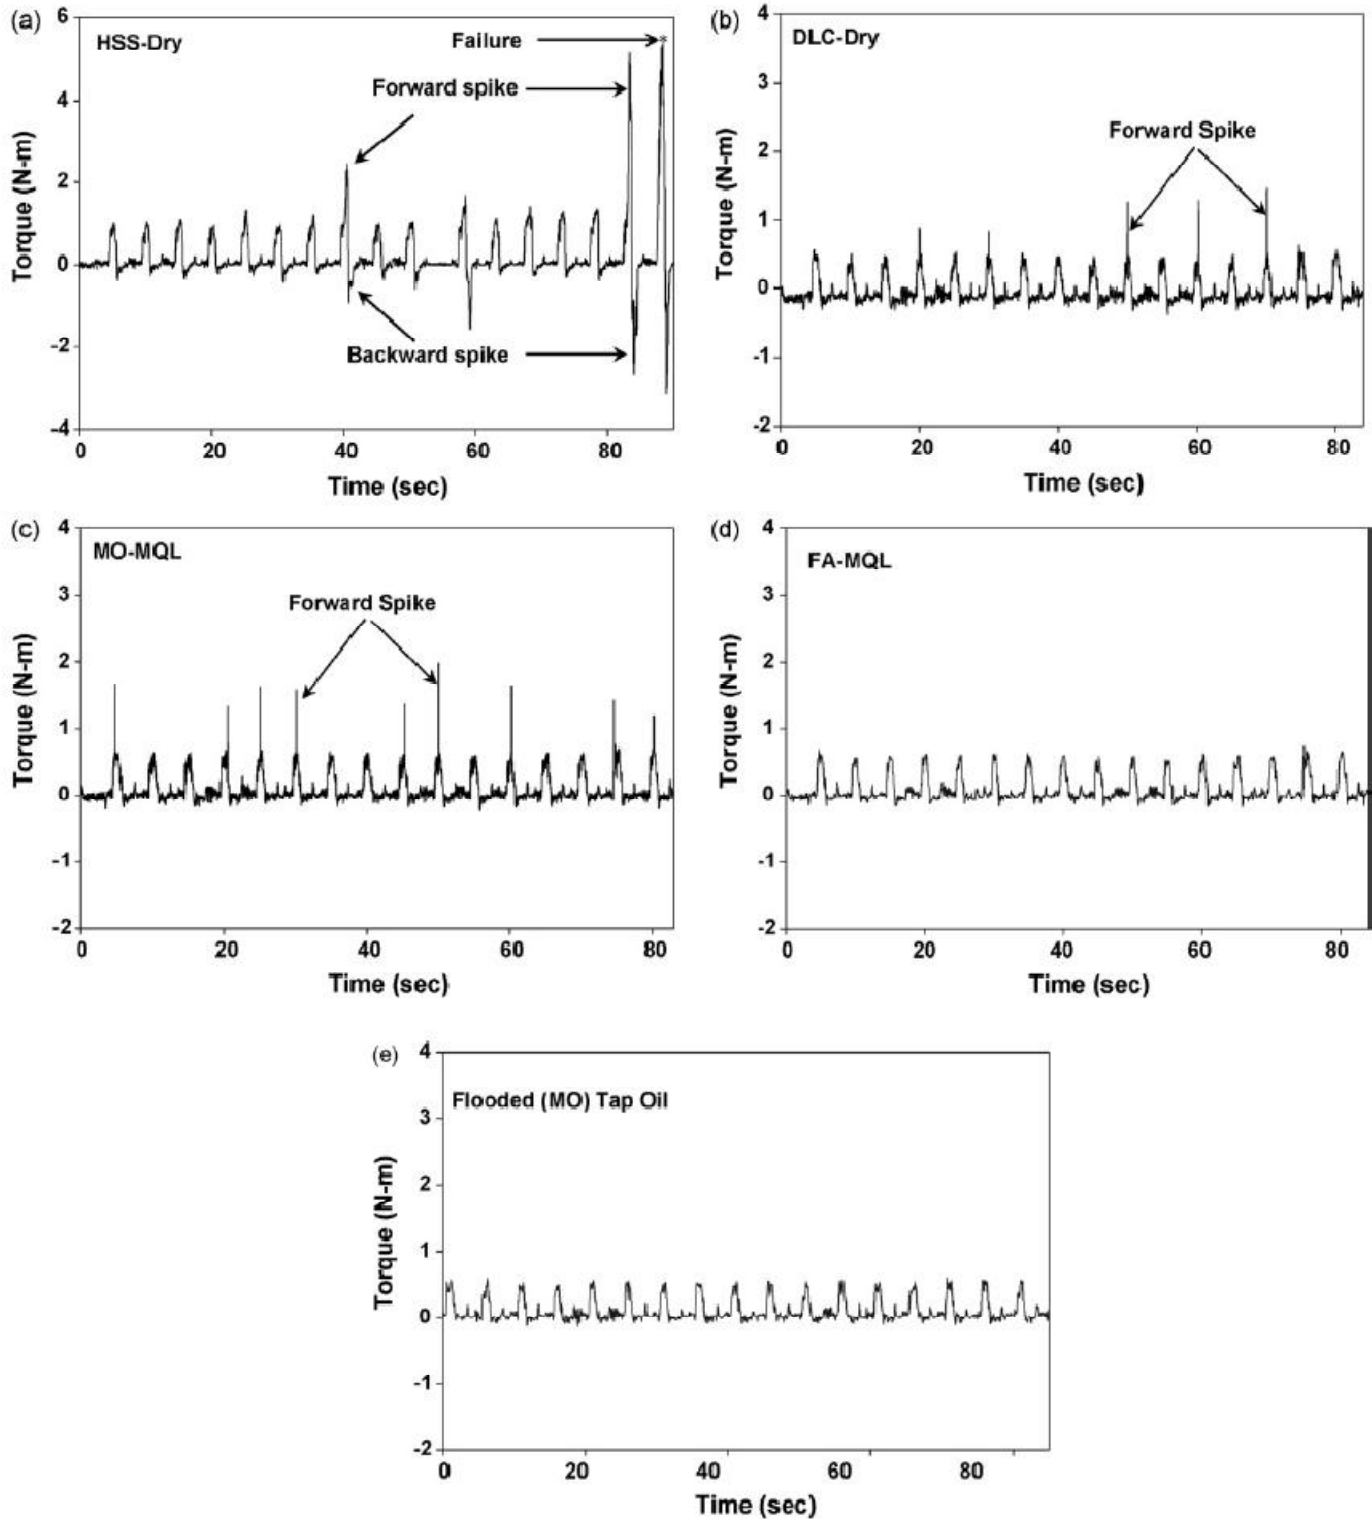 (a)
6
4
2
0
-2
-4
HSS-Dry
Failure
*
Forward spike
Backward spike
Torque (N-m)
0 20 40 60 80
Time (sec)
(b)
4
3
2
1
0
-1
-2
DLC-Dry
Forward Spike
Torque (N-m)
0 20 40 60 80
Time (sec)
(c)
4
3
2
1
0
-1
-2
MO-MQL
Forward Spike
Torque (N-m)
0 20 40 60 80
Time (sec)
(d)
4
3
2
1
0
-1
-2
FA-MQL
Torque (N-m)
0 20 40 60 80
Time (sec)
(e)
4
3
2
1
0
-1
-2
Flooded (MO) Tap Oil
Torque (N-m)
0 20 40 60 80
Time (sec)